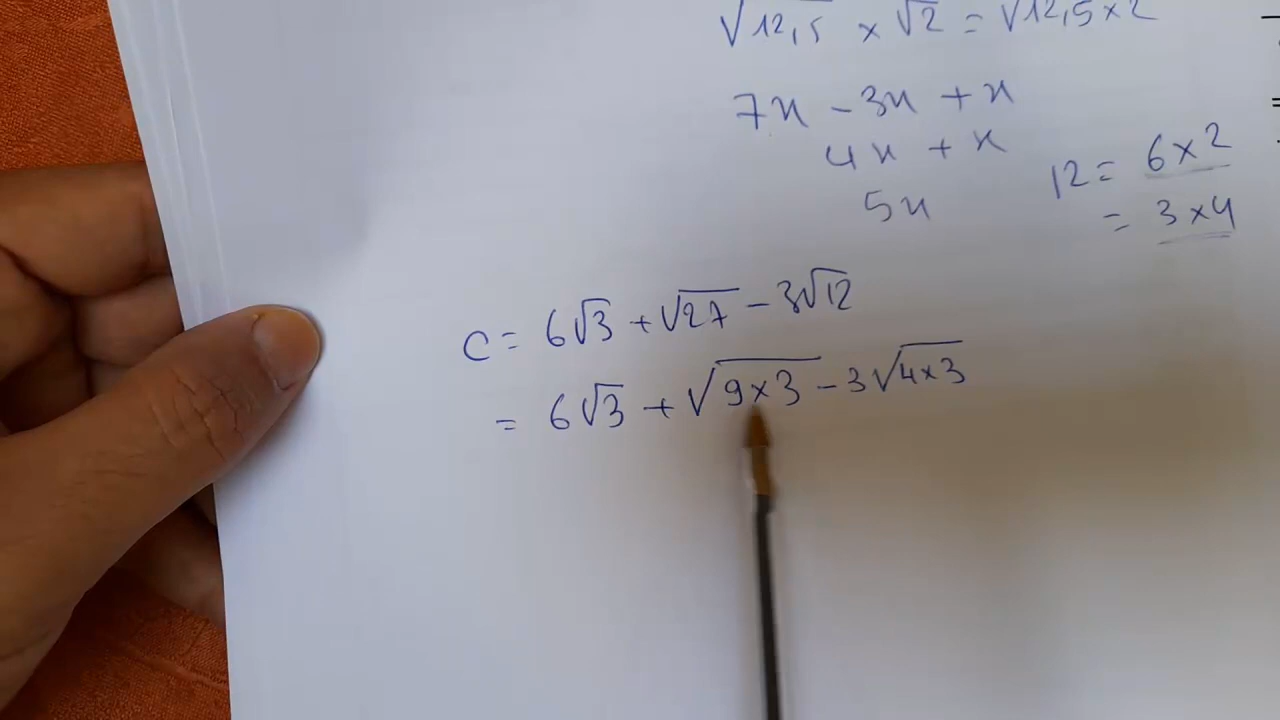 √12,5 × √2 = √12,5×2
7x - 3x + x
4x + x
5x
12 = 6×2
= 3×4
C = 6√3 + √27 - 3√12
= 6√3 + √9×3 - 3√4×3